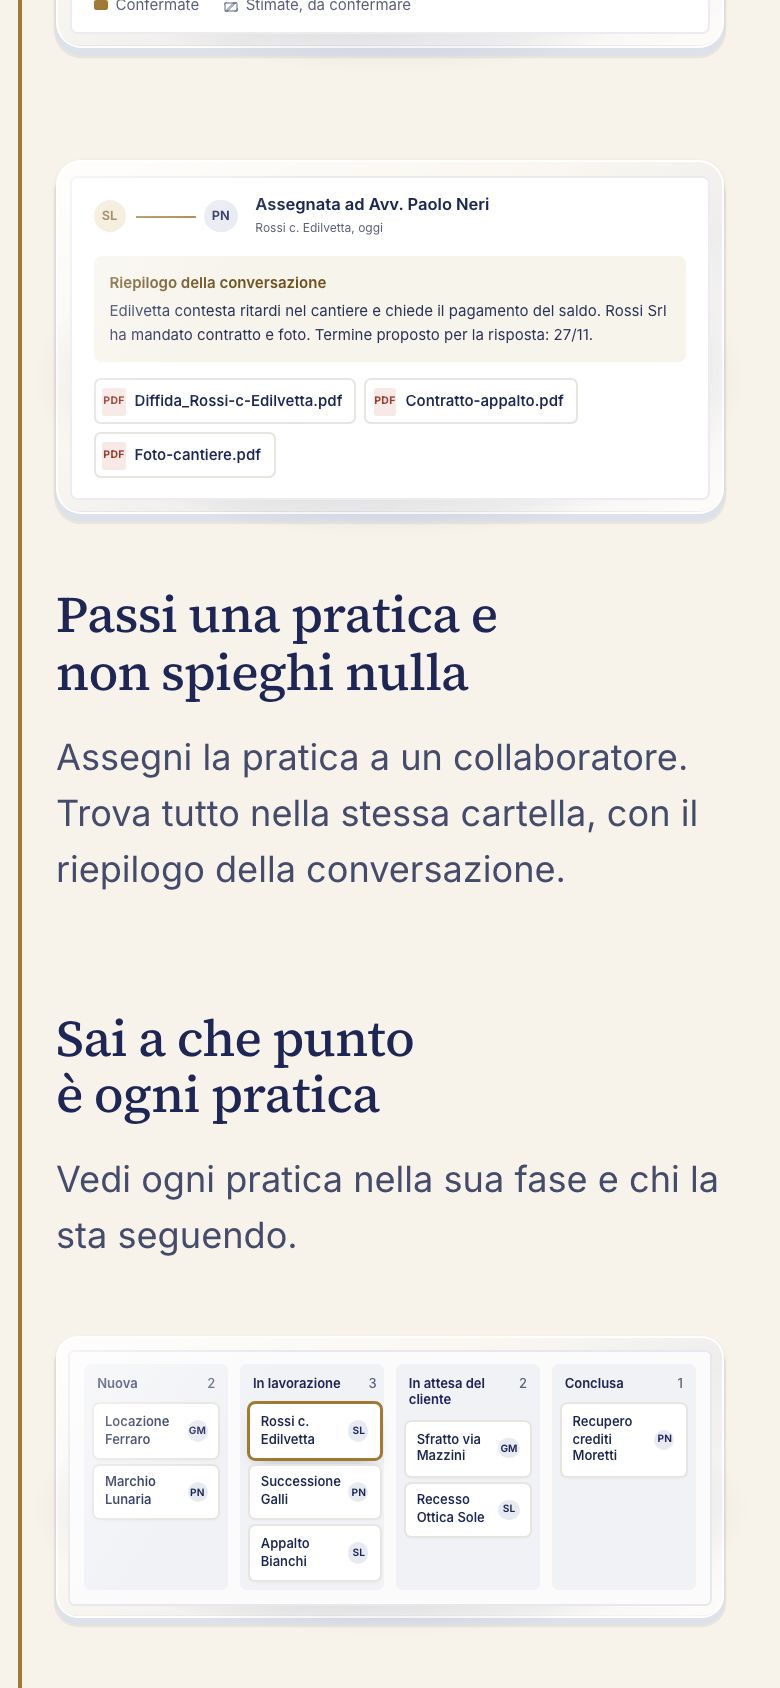 Confermate
Stimate, da confermare
SL
PN
Assegnata ad Avv. Paolo Neri
Rossi c. Edilvetta, oggi
Riepilogo della conversazione
Edilvetta contesta ritardi nel cantiere e chiede il pagamento del saldo. Rossi Srl
ha mandato contratto e foto. Termine proposto per la risposta: 27/11.
PDF Diffida_Rossi-c-Edilvetta.pdf
PDF Contratto-appalto.pdf
PDF Foto-cantiere.pdf
Passi una pratica e
non spieghi nulla
Assegni la pratica a un collaboratore.
Trova tutto nella stessa cartella, con il
riepilogo della conversazione.
Sai a che punto
è ogni pratica
Vedi ogni pratica nella sua fase e chi la
sta seguendo.
Nuova 2
Locazione
Ferraro
GM
Marchio
Lunaria
PN
In lavorazione 3
Rossi c.
Edilvetta
SL
Successione
Galli
PN
Appalto
Bianchi
SL
In attesa del 2
cliente
Sfratto via
Mazzini
GM
Recesso
Ottica Sole
SL
Conclusa 1
Recupero
crediti
Moretti
PN